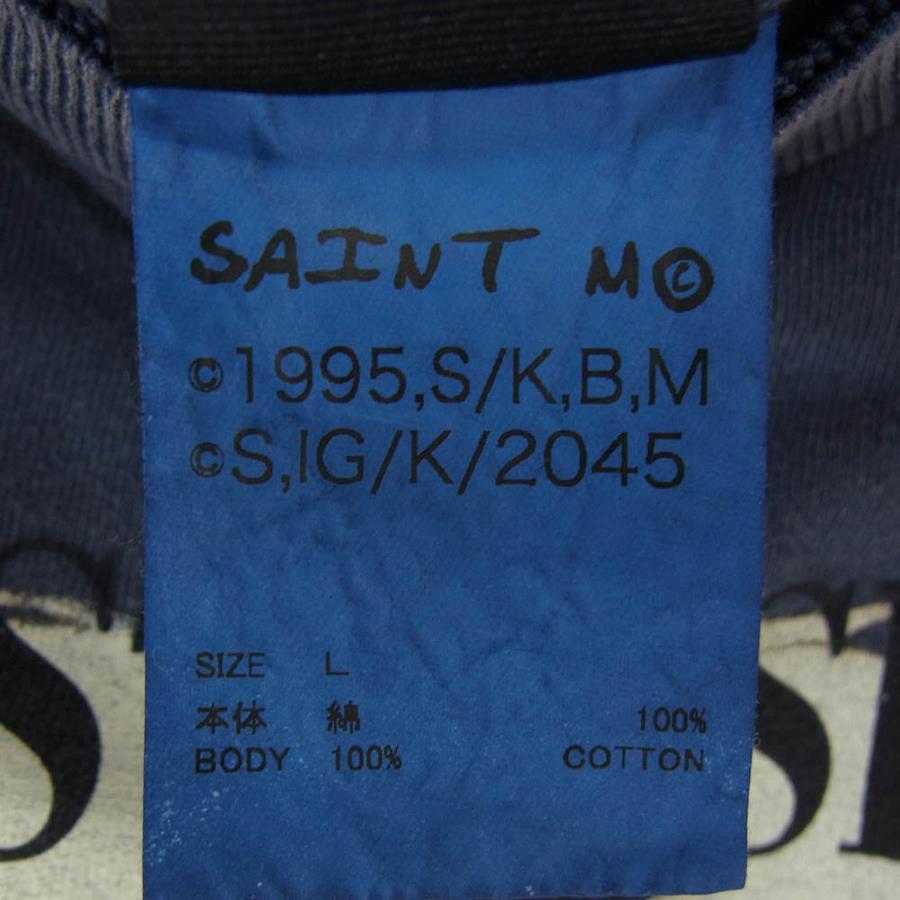 SAINT M©
©1995,S/K,B,M
©S,IG/K/2045
SIZE L
本体 綿 100%
BODY 100% COTTON